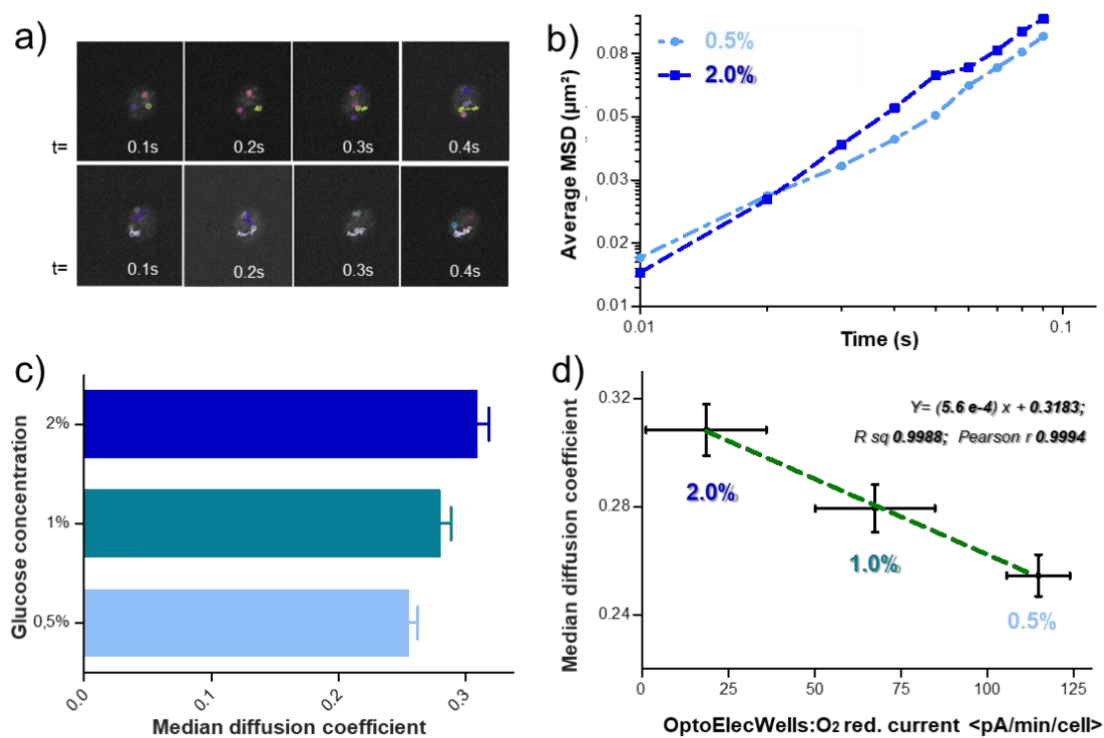 a)
t= 0.1s 0.2s 0.3s 0.4s
t= 0.1s 0.2s 0.3s 0.4s
b)
0.5%
2.0%
Average MSD (µm²)
0.08
0.05
0.03
0.02
0.01
0.01 0.1
Time (s)
c)
Glucose concentration
2%
1%
0,5%
0.0 0.1 0.2 0.3
Median diffusion coefficient
d)
Median diffusion coefficient
0.32
0.28
0.24
Y= (5.6 e-4) x + 0.3183;
R sq 0.9988; Pearson r 0.9994
2.0%
1.0%
0.5%
0 25 50 75 100 125
OptoElecWells:O₂ red. current <pA/min/cell>